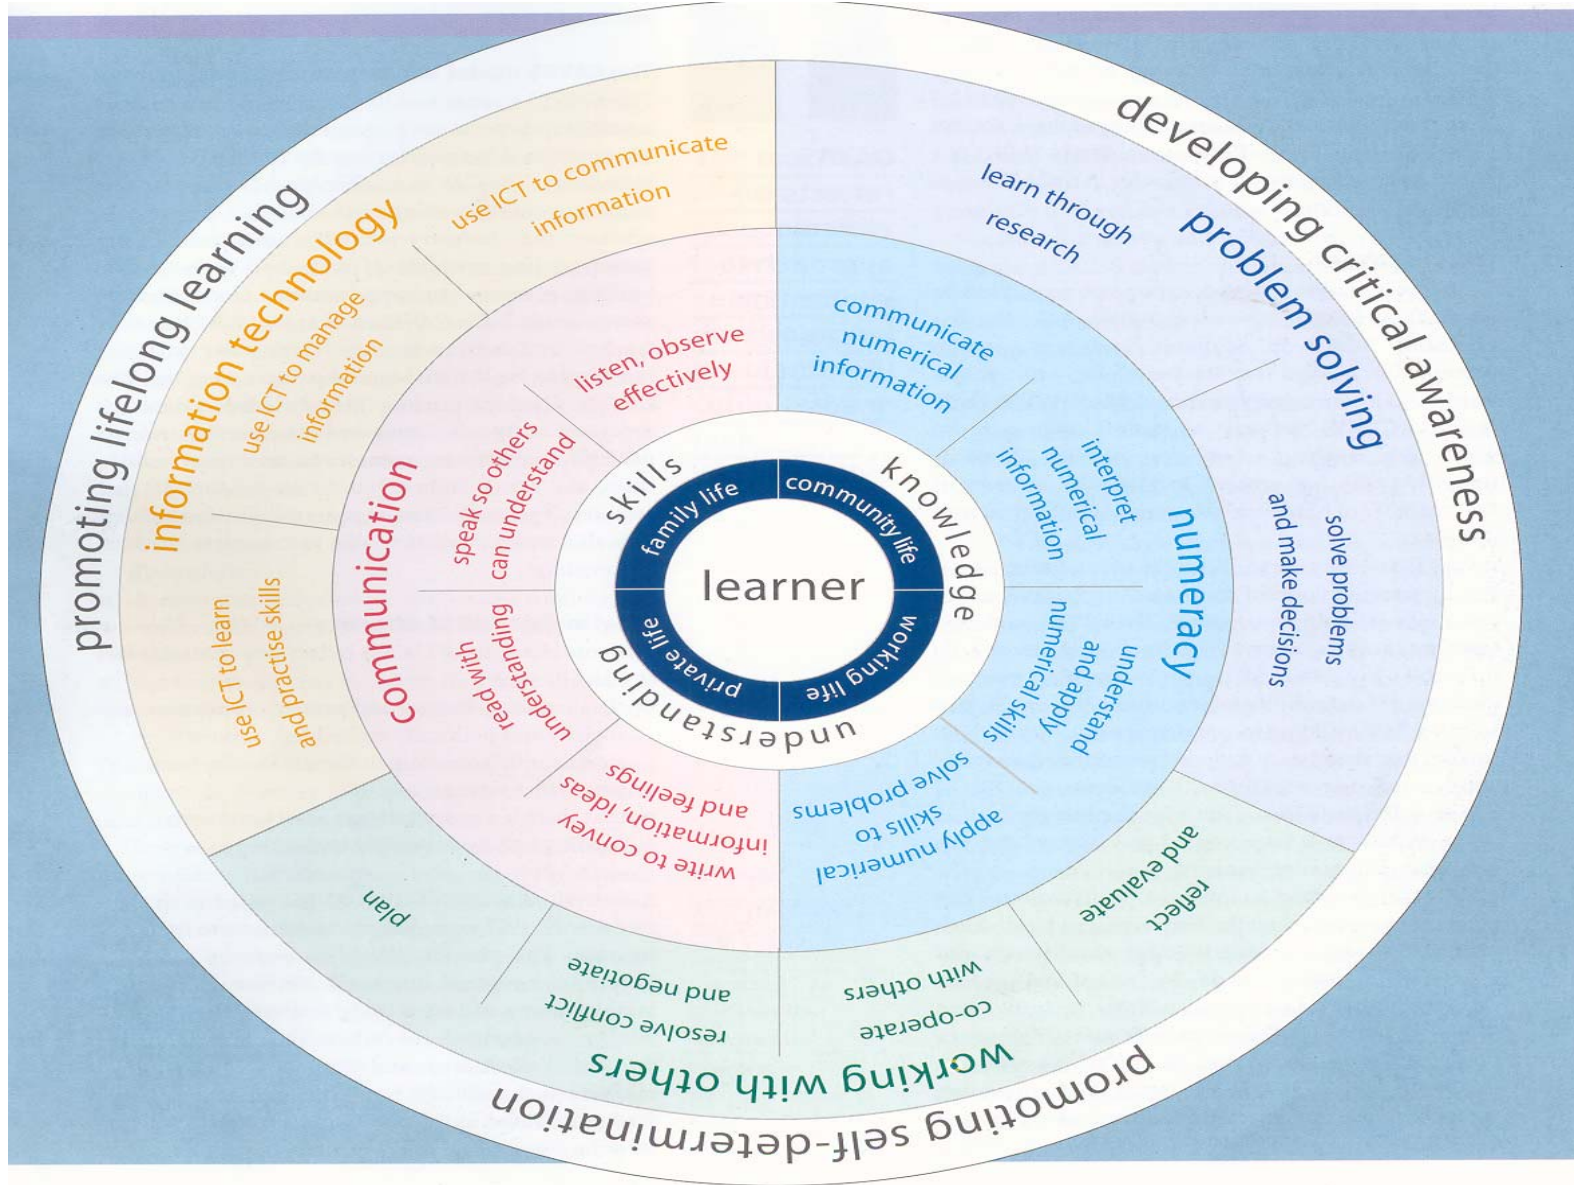 promoting lifelong learning
developing critical awareness
promoting self-determination
information technology
use ICT to communicate
information
use ICT to manage
information
use ICT to learn
and practise skills
problem solving
learn through
research
solve problems
and make decisions
working with others
reflect
and evaluate
co-operate
with others
resolve conflict
and negotiate
plan
communication
listen, observe
effectively
speak so others
can understand
read with
understanding
write to convey
information, ideas
and feelings
numeracy
communicate
numerical
information
interpret
numerical
information
understand
and apply
numerical skills
apply numerical
skills to
solve problems
skills
knowledge
understanding
family life
community life
working life
private life
learner